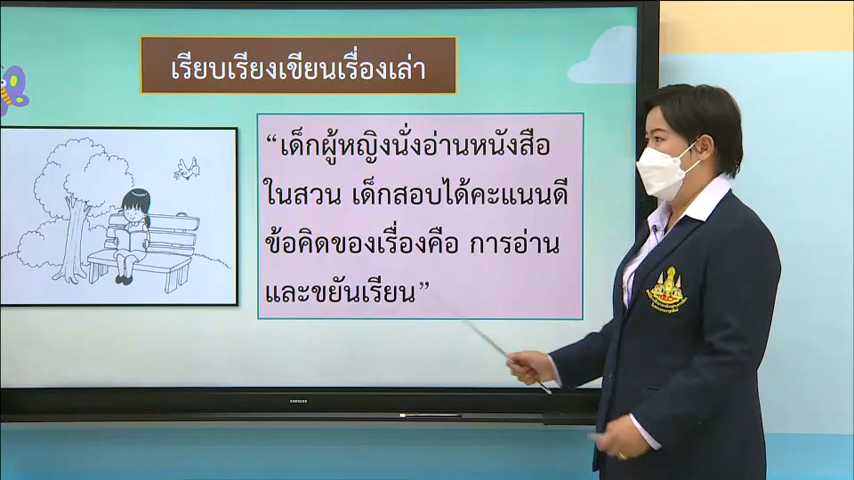 เรียบเรียงเขียนเรื่องเล่า
“เด็กผู้หญิงนั่งอ่านหนังสือ
ในสวน เด็กสอบได้คะแนนดี
ข้อคิดของเรื่องคือ การอ่าน
และขยันเรียน”
SAMSUNG